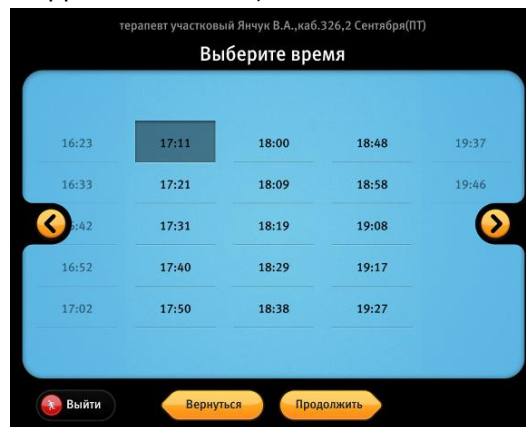 терапевт участковый Янчук В.А.,каб.326,2 Сентября(ПТ)
Выберите время
16:23 17:11 18:00 18:48 19:37
16:33 17:21 18:09 18:58 19:46
:42 17:31 18:19 19:08
16:52 17:40 18:29 19:17
17:02 17:50 18:38 19:27
Выйти Вернуться Продолжить